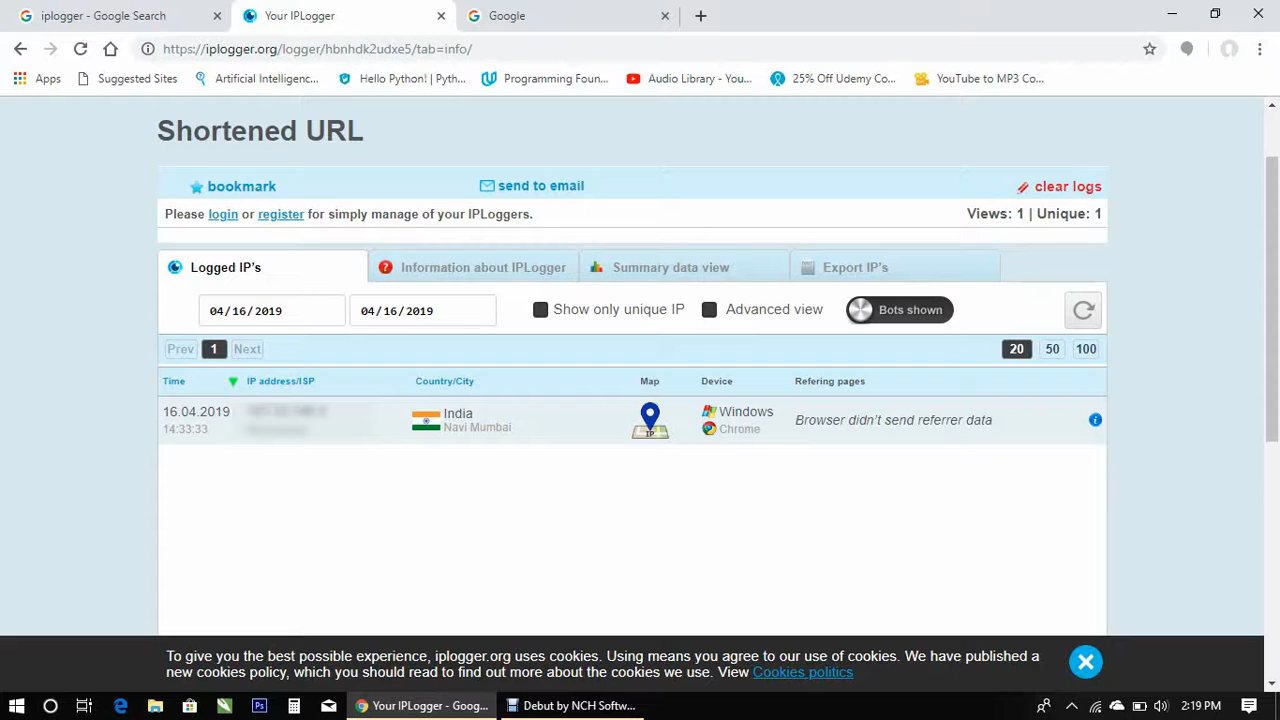 iplogger - Google Search
Your IPLogger
Google
https://iplogger.org/logger/hbnhdk2udxe5/tab=info/
Apps
Suggested Sites
Artificial Intelligenc...
Hello Python! | Pyth...
Programming Foun...
Audio Library - You...
25% Off Udemy Co...
YouTube to MP3 Co...
Shortened URL
bookmark
send to email
clear logs
Please login or register for simply manage of your IPLoggers.
Views: 1 | Unique: 1
Logged IP's
Information about IPLogger
Summary data view
Export IP's
04/16/2019
04/16/2019
Show only unique IP
Advanced view
Bots shown
Prev 1 Next
20 50 100
Time IP address/ISP Country/City Map Device Refering pages
16.04.2019
14:33:33
India
Navi Mumbai
IP
Windows
Chrome
Browser didn't send referrer data
To give you the best possible experience, iplogger.org uses cookies. Using means you agree to our use of cookies. We have published a
new cookies policy, which you should read to find out more about the cookies we use. View Cookies politics
Your IPLogger - Goog...
Debut by NCH Softw...
2:19 PM